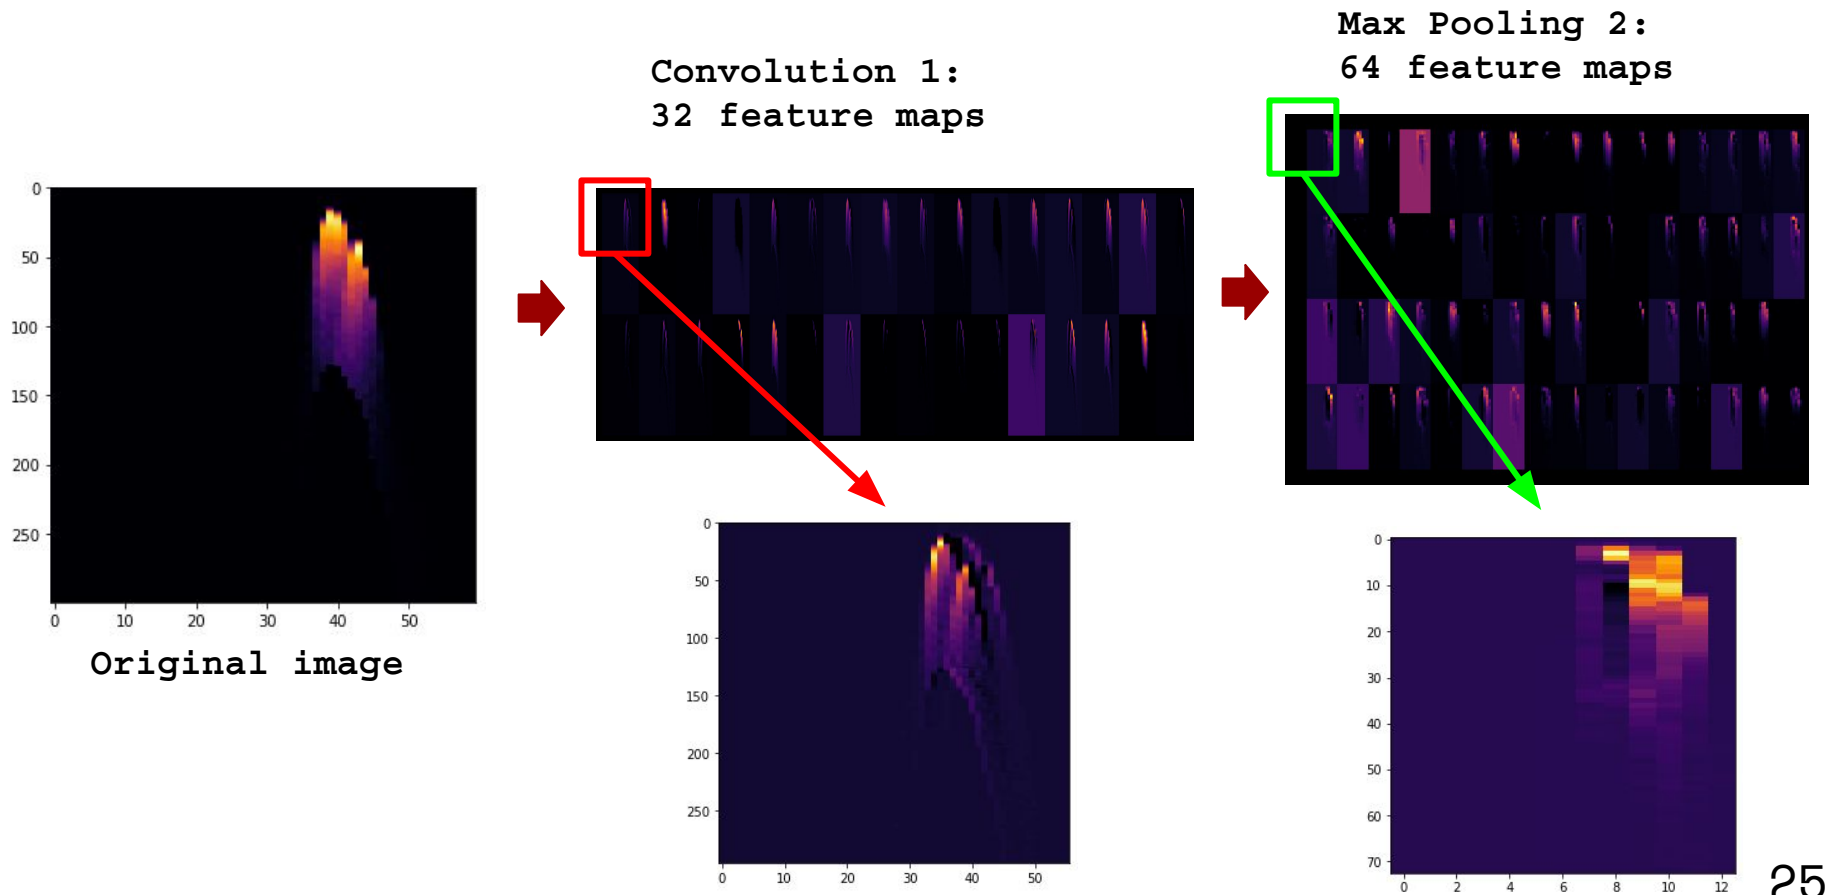 Max Pooling 2:
64 feature maps
Convolution 1:
32 feature maps
0
50
100
150
200
250
0 10 20 30 40 50
Original image
0
50
100
150
200
250
0 10 20 30 40 50
0
10
20
30
40
50
60
70
0 2 4 6 8 10 12
25